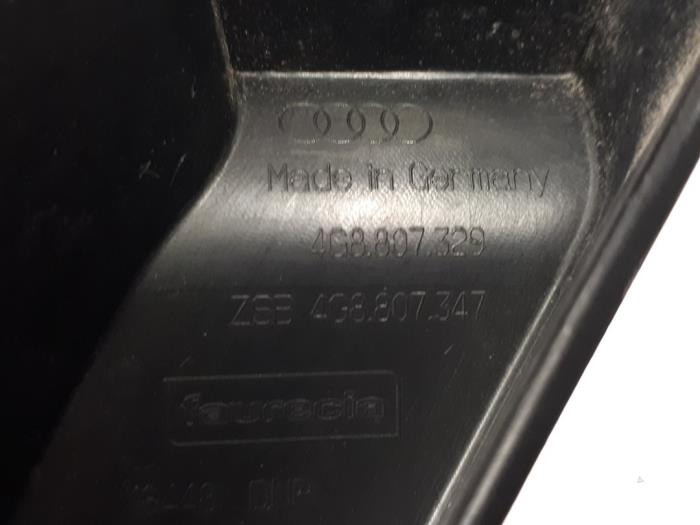 Made in Germany
4G8.807.329
ZSB 4G8.807.347
faurecia